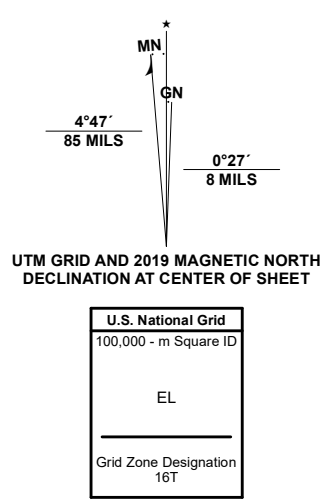 MN
GN
4°47´
85 MILS
0°27´
8 MILS
UTM GRID AND 2019 MAGNETIC NORTH
DECLINATION AT CENTER OF SHEET
U.S. National Grid
100,000 - m Square ID
EL
Grid Zone Designation
16T